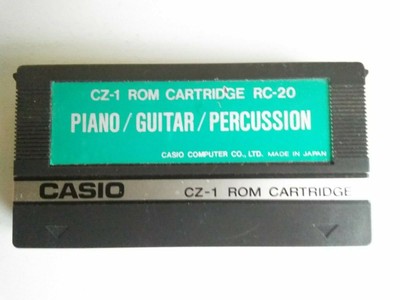 CZ-1 ROM CARTRIDGE RC-20
PIANO/GUITAR/PERCUSSION
CASIO COMPUTER CO., LTD. MADE IN JAPAN
CASIO CZ-1 ROM CARTRIDGE